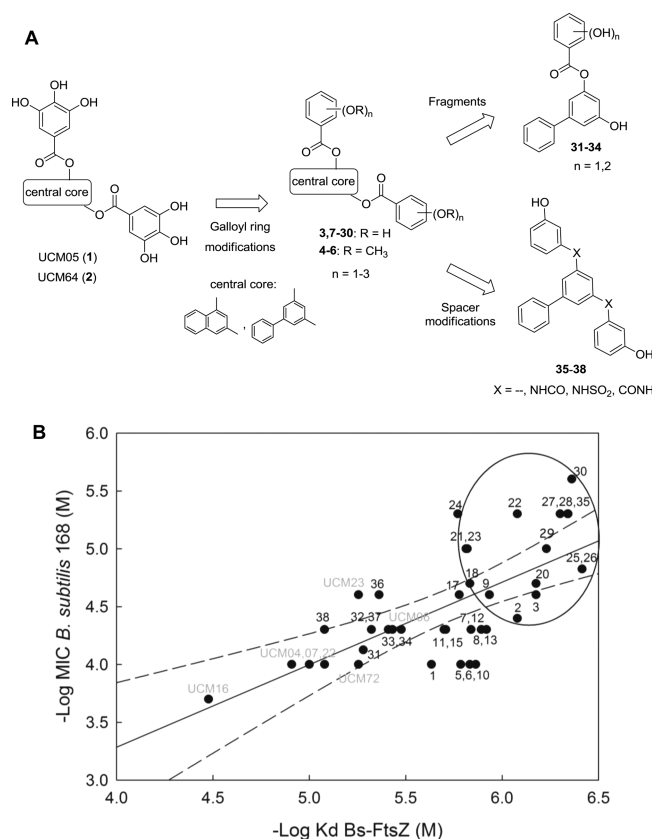 A
OH
HO
OH
O
O
central core
O
O
OH
OH
OH
UCM05 (1)
UCM64 (2)
Galloyl ring
modifications
central core:
,
(OR)n
O
O
central core
O
O
(OR)n
3,7-30: R = H
4-6: R = CH3
n = 1-3
Fragments
(OH)n
O
O
OH
31-34
n = 1,2
Spacer
modifications
HO
X
X
OH
35-38
X = --, NHCO, NHSO2, CONH
B
-Log MIC B. subtilis 168 (M)
6.0
5.5
5.0
4.5
4.0
3.5
3.0
30
24
22
27,28,35
21,23
29
25,26
UCM23
36
18
17
9
20
3
2
38
32,37
UCM86
7,12
33,34
11,15
8,13
UCM04,07,22
31
UCM72
1
5,6,10
UCM16
4.0
4.5
5.0
5.5
6.0
6.5
-Log Kd Bs-FtsZ (M)